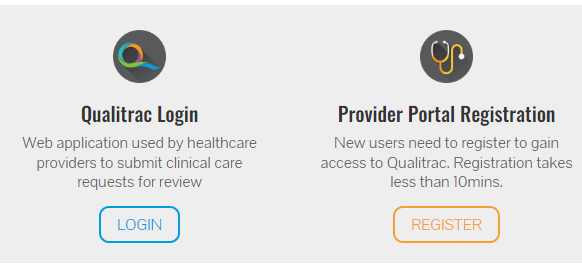 Qualitrac Login
Web application used by healthcare
providers to submit clinical care
requests for review
LOGIN
Provider Portal Registration
New users need to register to gain
access to Qualitrac. Registration takes
less than 10mins.
REGISTER